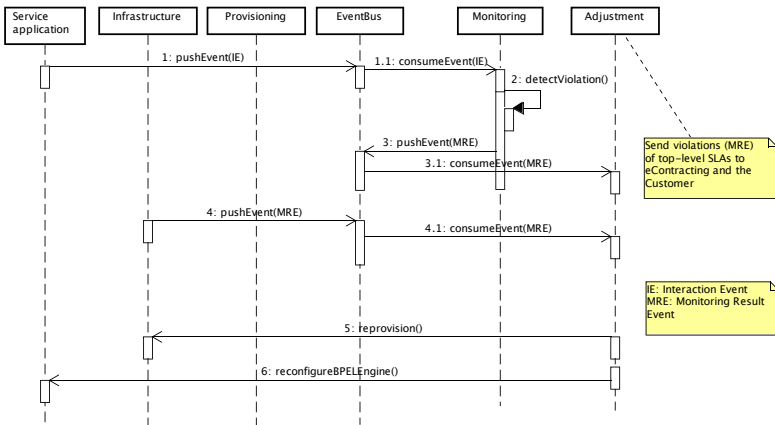 Service
application
Infrastructure
Provisioning
EventBus
Monitoring
Adjustment
1: pushEvent(IE)
1.1: consumeEvent(IE)
2: detectViolation()
3: pushEvent(MRE)
3.1: consumeEvent(MRE)
Send violations (MRE)
of top-level SLAs to
eContracting and the
Customer
4: pushEvent(MRE)
4.1: consumeEvent(MRE)
IE: Interaction Event
MRE: Monitoring Result
Event
5: reprovision()
6: reconfigureBPELEngine()